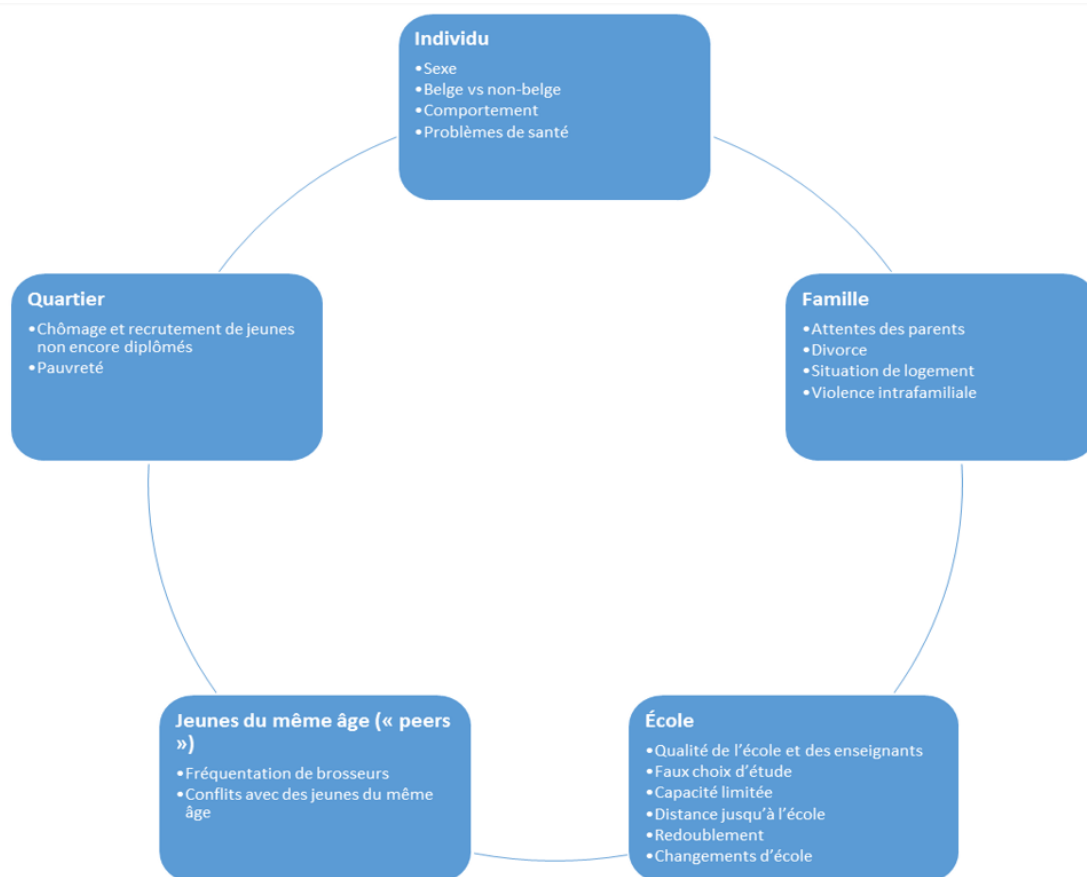 Individu
•Sexe
•Belge vs non-belge
•Comportement
•Problèmes de santé
Famille
•Attentes des parents
•Divorce
•Situation de logement
•Violence intrafamiliale
École
•Qualité de l'école et des enseignants
•Faux choix d'étude
•Capacité limitée
•Distance jusqu'à l'école
•Redoublement
•Changements d'école
Jeunes du même âge (« peers
»)
•Fréquentation de brosseurs
•Conflits avec des jeunes du même
âge
Quartier
•Chômage et recrutement de jeunes
non encore diplômés
•Pauvreté